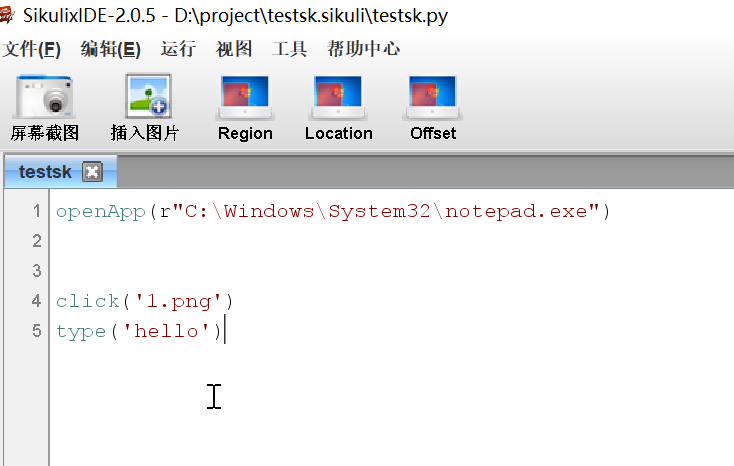 SikulixIDE-2.0.5 - D:\project\testsk.sikuli\testsk.py
文件(F) 编辑(E) 运行 视图 工具 帮助中心
屏幕截图 插入图片 Region Location Offset
testsk
1 openApp(r"C:\Windows\System32\notepad.exe")
2
3
4 click('1.png')
5 type('hello')